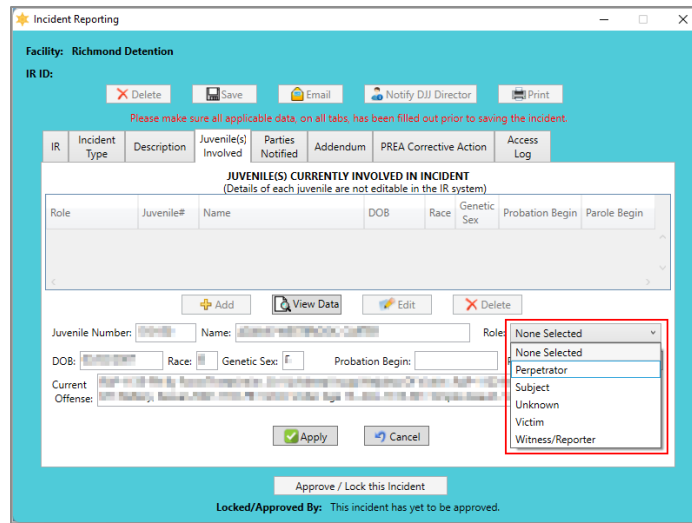 Incident Reporting
Facility: Richmond Detention
IR ID:
Delete Save Email Notify DJJ Director Print
Please make sure all applicable data, on all tabs, has been filled out prior to saving the incident.
IR Incident Type Description Juvenile(s) Involved Parties Notified Addendum PREA Corrective Action Access Log
JUVENILE(S) CURRENTLY INVOLVED IN INCIDENT
(Details of each juvenile are not editable in the IR system)
Role Juvenile# Name DOB Race Genetic Sex Probation Begin Parole Begin
Add View Data Edit Delete
Juvenile Number: Name: Role: None Selected
None Selected
DOB: Race: Genetic Sex: Probation Begin:
Perpetrator
Current Offense:
Subject
Unknown
Victim
Witness/Reporter
Apply Cancel
Approve / Lock this Incident
Locked/Approved By: This incident has yet to be approved.